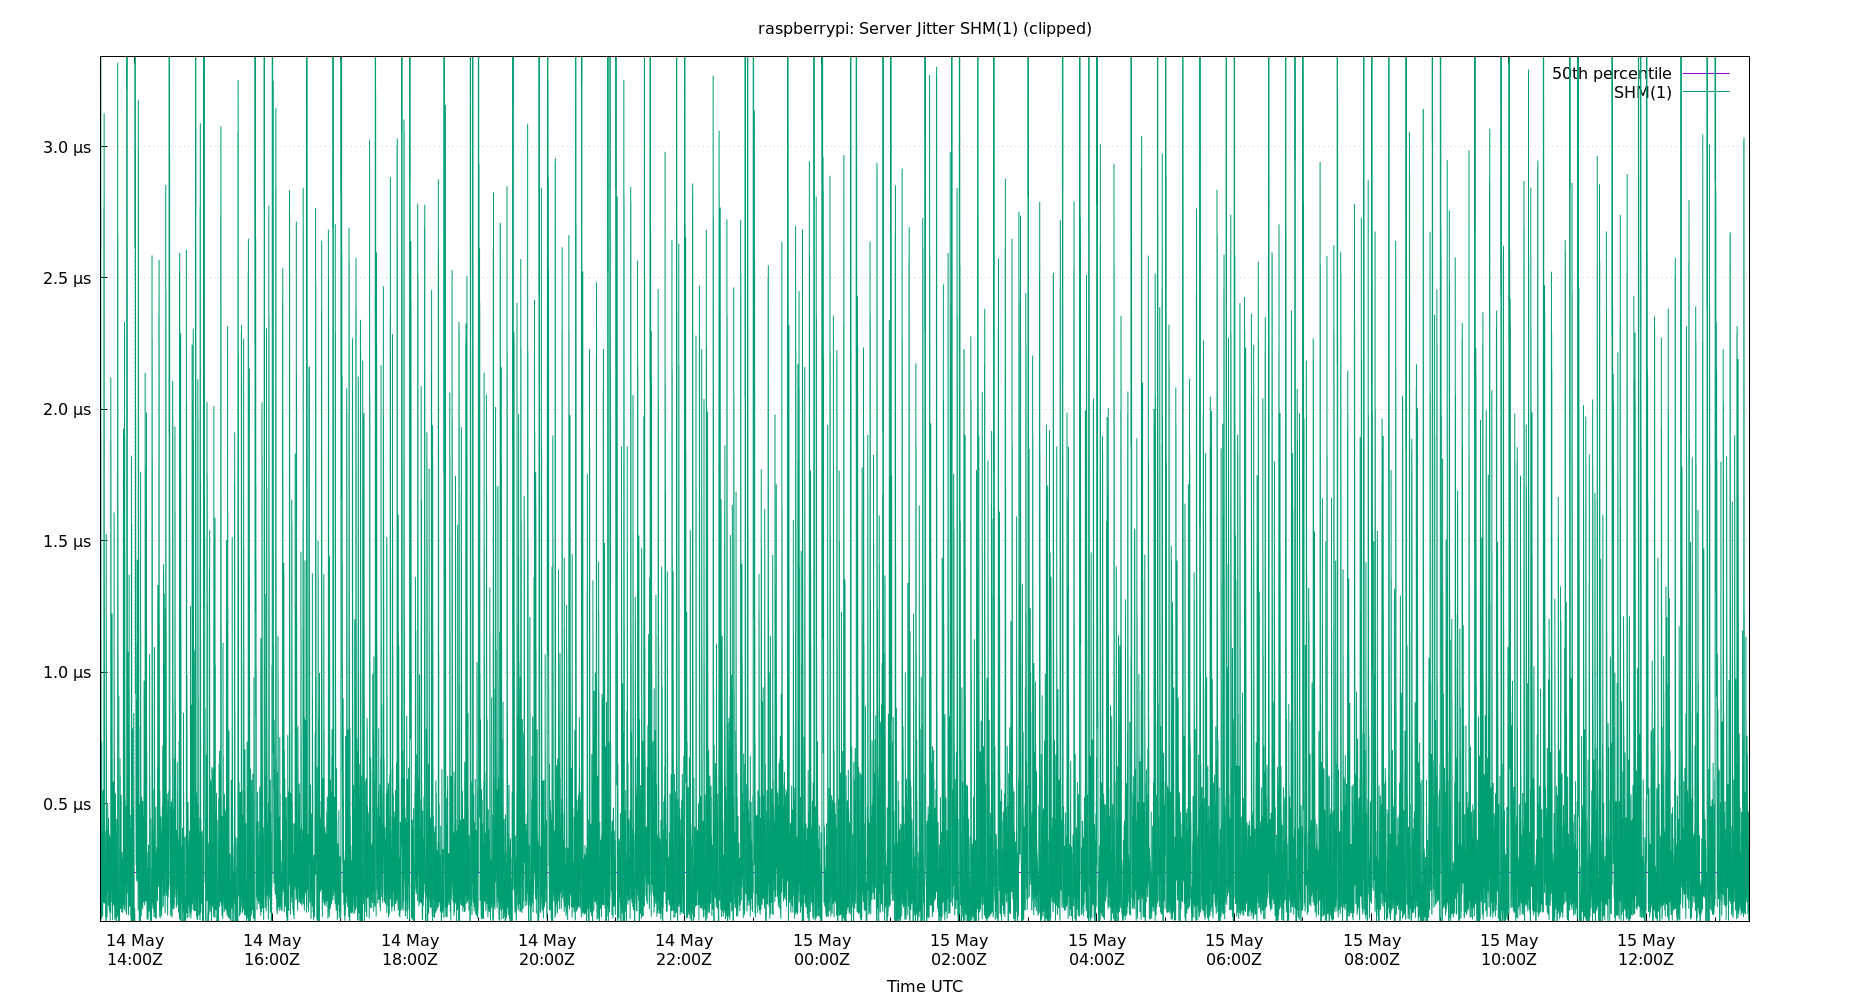 raspberrypi: Server Jitter SHM(1) (clipped)
50th percentile
SHM(1)
3.0 µs
2.5 µs
2.0 µs
1.5 µs
1.0 µs
0.5 µs
14 May 14 May 14 May 14 May 14 May 15 May 15 May 15 May 15 May 15 May 15 May 15 May
14:00Z 16:00Z 18:00Z 20:00Z 22:00Z 00:00Z 02:00Z 04:00Z 06:00Z 08:00Z 10:00Z 12:00Z
Time UTC